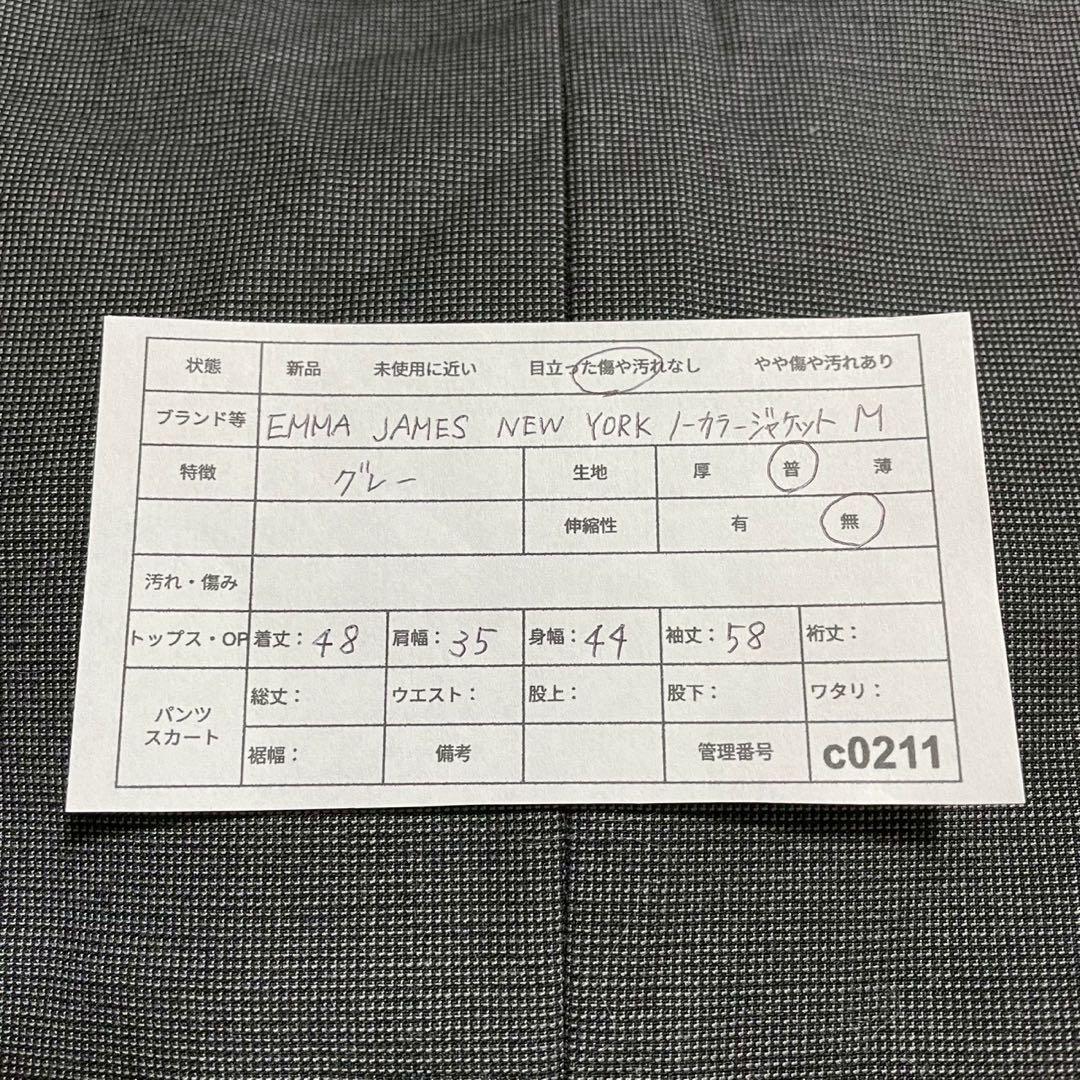 状態 新品 未使用に近い 目立った傷や汚れなし やや傷や汚れあり
ブランド等 EMMA JAMES NEW YORK ノーカラージャケット M
特徴 グレー 生地 厚 普 薄
伸縮性 有 無
汚れ・傷み
トップス・OP 着丈:48 肩幅:35 身幅:44 袖丈:58 裄丈:
パンツ スカート 総丈: ウエスト: 股上: 股下: ワタリ:
裾幅: 備考 管理番号 c0211